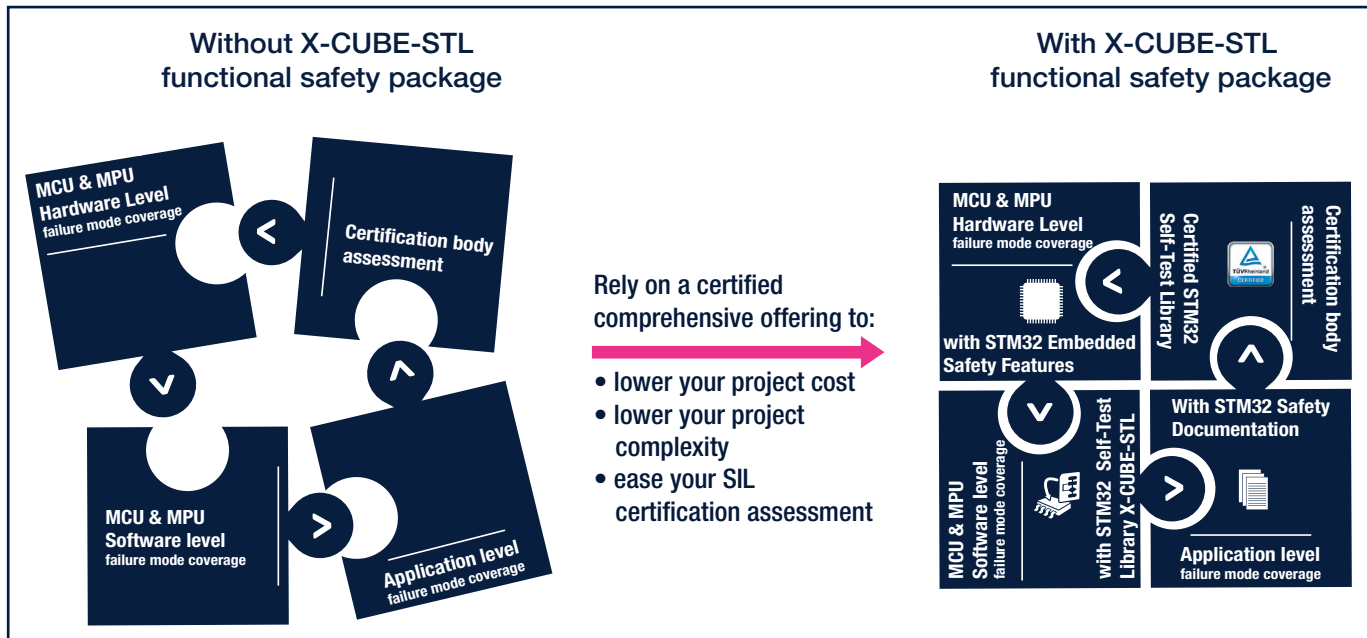 Without X-CUBE-STL
functional safety package
MCU & MPU
Hardware Level
failure mode coverage
<
Certification body
assessment
v
^
MCU & MPU
Software level
failure mode coverage
>
Application level
failure mode coverage
Rely on a certified
comprehensive offering to:
• lower your project cost
• lower your project
complexity
• ease your SIL
certification assessment
With X-CUBE-STL
functional safety package
MCU & MPU
Hardware Level
failure mode coverage
with STM32 Embedded
Safety Features
<
Certified STM32
Self-Test Library
TÜVRheinland
®
CERTIFIED
Certification body
assessment
v
^
MCU & MPU
Software level
failure mode coverage
with STM32 Self-Test
Library X-CUBE-STL
>
With STM32 Safety
Documentation
Application level
failure mode coverage